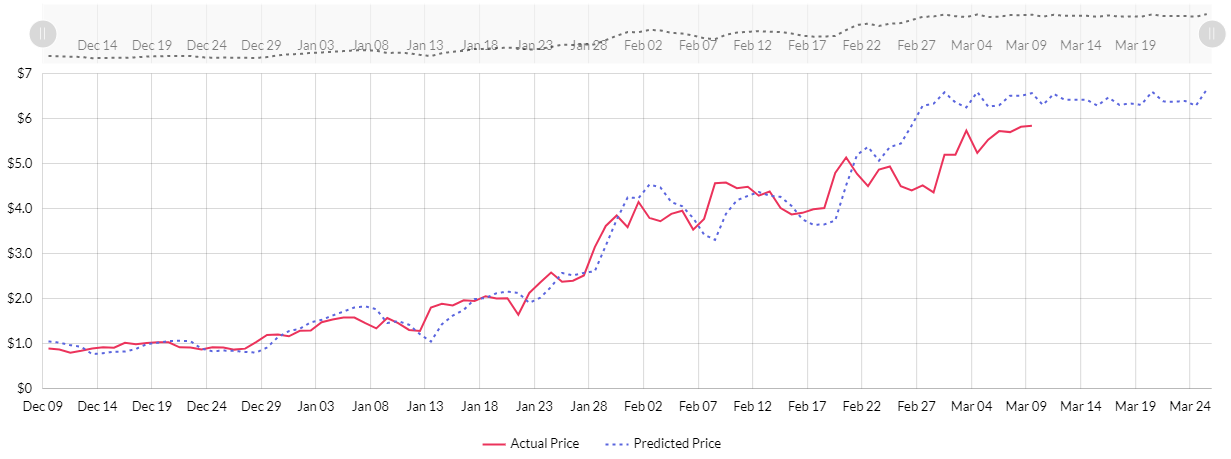 Dec 14 Dec 19 Dec 24 Dec 29 Jan 03 Jan 08 Jan 13 Jan 18 Jan 23 Jan 28 Feb 02 Feb 07 Feb 12 Feb 17 Feb 22 Feb 27 Mar 04 Mar 09 Mar 14 Mar 19
$7
$6
$5.0
$4.0
$3.0
$2.0
$1.0
$0
Dec 09 Dec 14 Dec 19 Dec 24 Dec 29 Jan 03 Jan 08 Jan 13 Jan 18 Jan 23 Jan 28 Feb 02 Feb 07 Feb 12 Feb 17 Feb 22 Feb 27 Mar 04 Mar 09 Mar 14 Mar 19 Mar 24
Actual Price Predicted Price